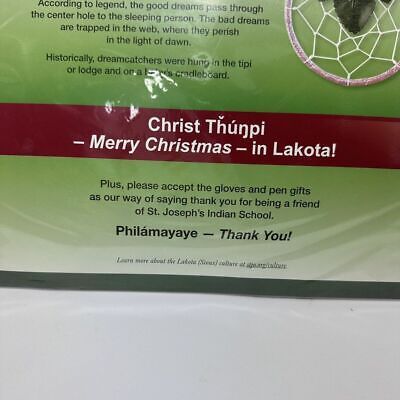 According to legend, the good dreams pass through
center hole to the sleeping person. The bad dreams
are trapped in the web, where they perish
in the light of dawn.
Historically, dreamcatchers were hung in the tipi
or lodge and on a cradleboard.
Christ Tȟúŋpi
– Merry Christmas – in Lakota!
Plus, please accept the gloves and pen gifts
as our way of saying thank you for being a friend
of St. Joseph's Indian School.
Philámayaye — Thank You!
Learn more about the Lakota (Sioux) culture at stjo.org/culture.